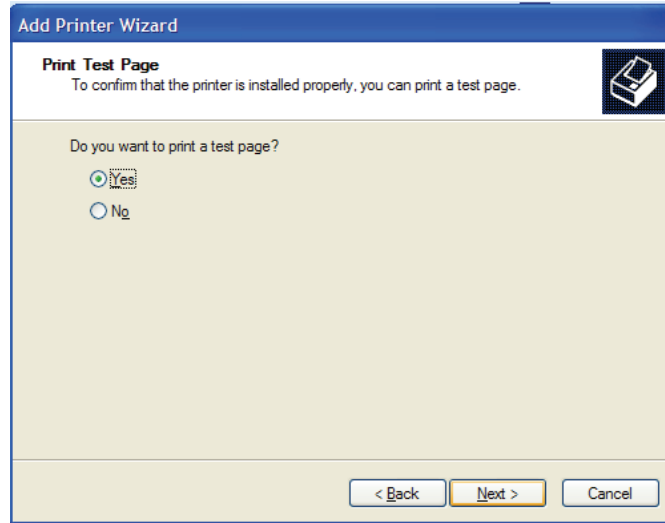 Add Printer Wizard
Print Test Page
To confirm that the printer is installed properly, you can print a test page.
Do you want to print a test page?
Yes
No
< Back Next > Cancel